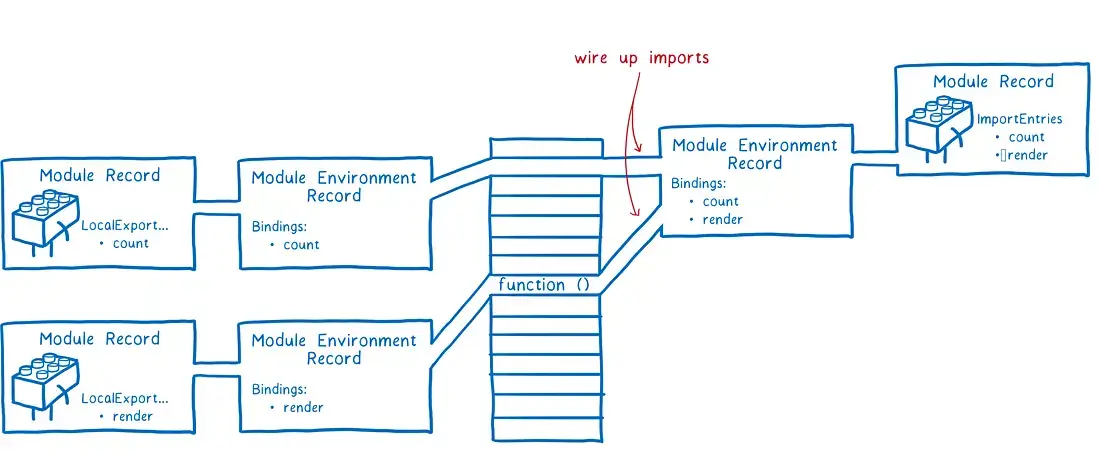 wire up imports
Module Record
ImportEntries
• count
•▯render
Module Environment
Record
Bindings:
• count
• render
Module Record
LocalExport...
• count
Module Environment
Record
Bindings:
• count
function ()
Module Record
LocalExport...
• render
Module Environment
Record
Bindings:
• render